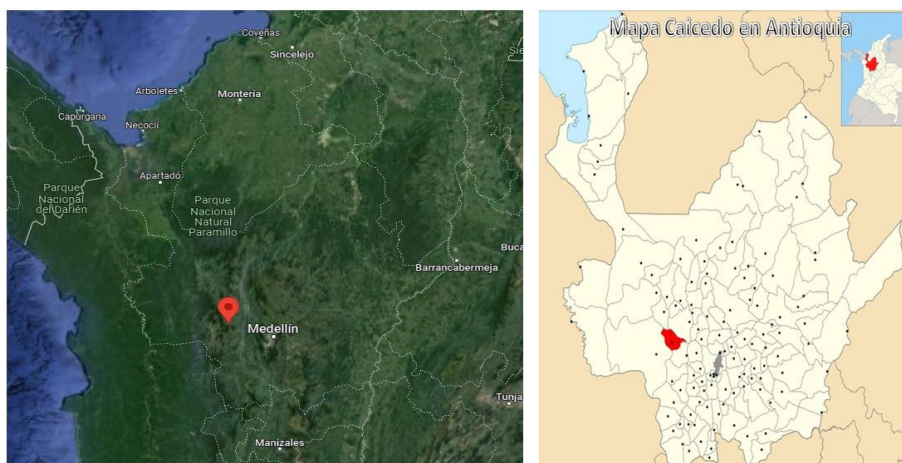 Coveñas
Sincelejo
Arboletes
Montería
Capurgana
Necoclí
Apartadó
Parque
Nacional
del Darién
Parque
Nacional
Natural
Paramillo
Barrancabermeja
Medellín
Tunja
Manizales
Mapa Caicedo en Antioquia